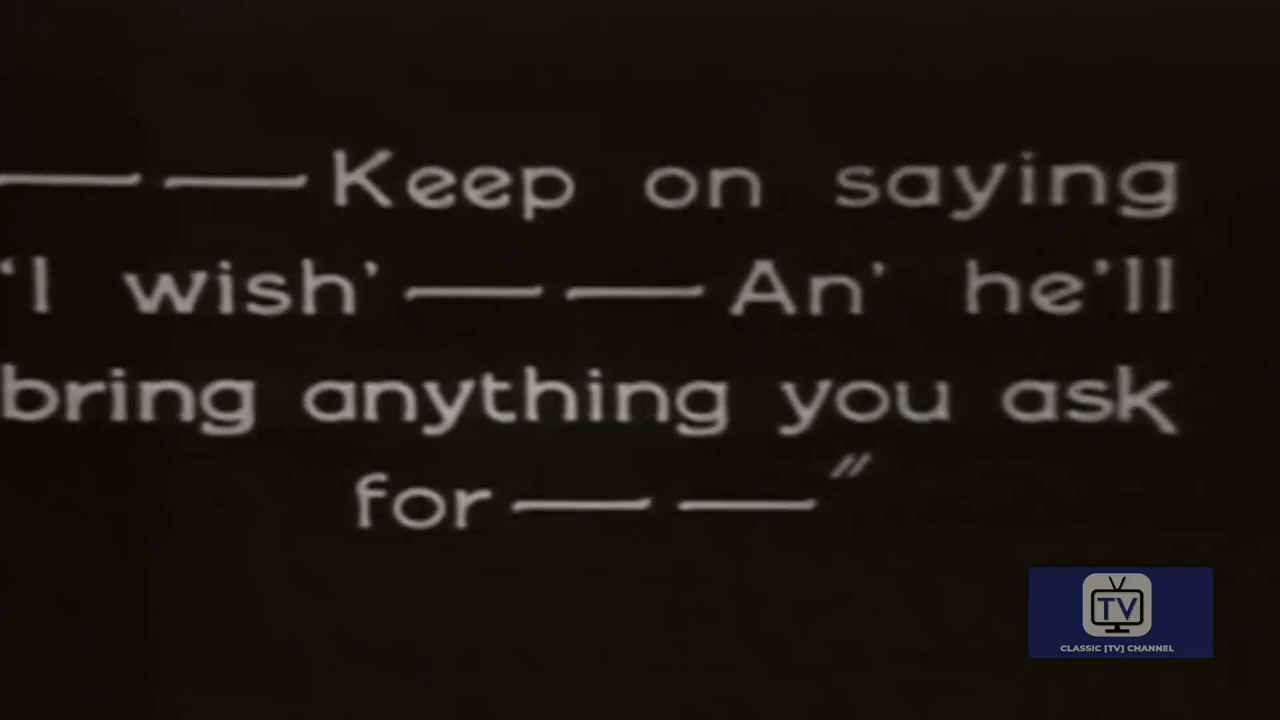 — — Keep on saying
'I wish' — — An' he'll
bring anything you ask
for — — "
TV
CLASSIC [TV] CHANNEL